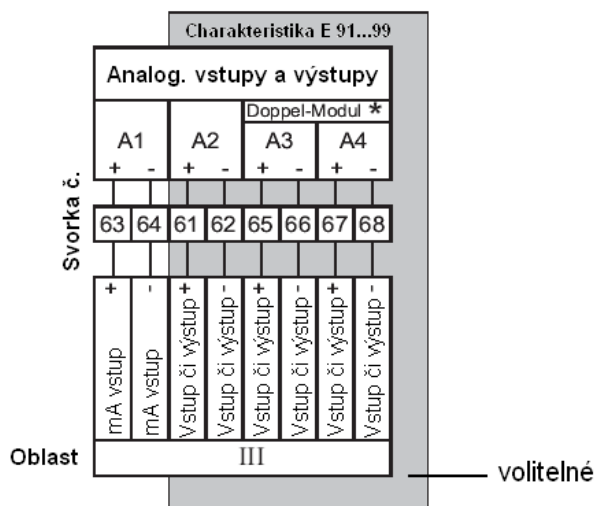 Charakteristika E 91...99
Analog. vstupy a výstupy
Doppel-Modul *
A1 A2 A3 A4
+ - + - + - + -
Svorka č.
63 64 61 62 65 66 67 68
mA vstup +
mA vstup -
Vstup či výstup +
Vstup či výstup -
Vstup či výstup +
Vstup či výstup -
Vstup či výstup +
Vstup či výstup -
Oblast III
volitelné